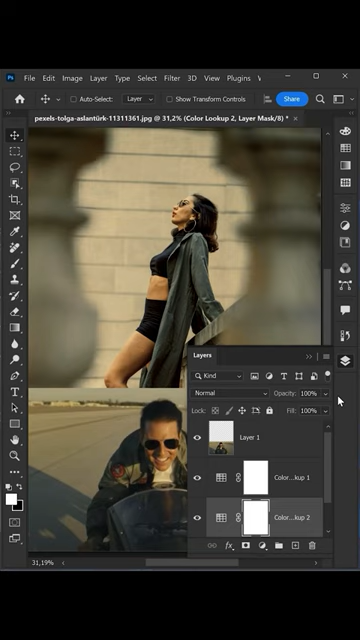 Ps File Edit Image Layer Type Select Filter 3D View Plugins
Auto-Select: Layer Show Transform Controls Share
pexels-tolga-aslantürk-11311361.jpg @ 31,2% (Color Lookup 2, Layer Mask/8) *
Layers
Kind
Normal Opacity: 100%
Lock: Fill: 100%
Layer 1
Color...kup 1
Color...kup 2
fx
31,19%